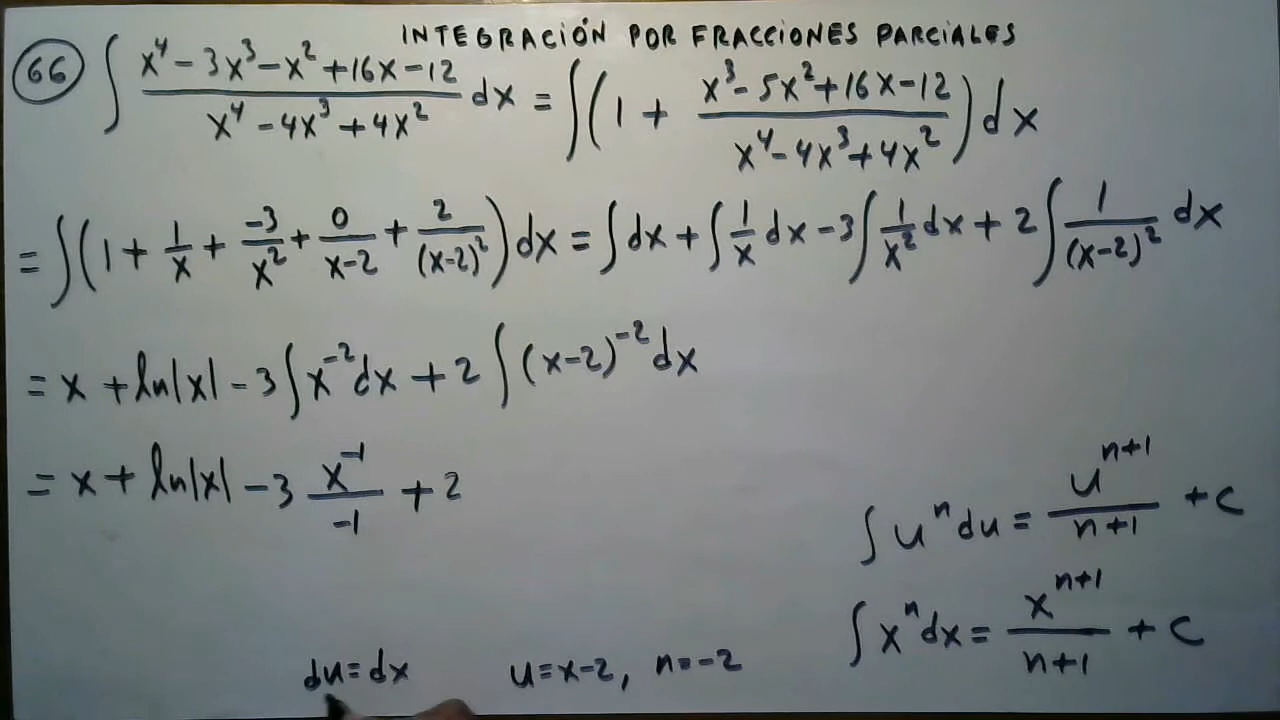 INTEGRACIÓN POR FRACCIONES PARCIALES
66 ∫ (x⁴ - 3x³ - x² + 16x - 12)/(x⁴ - 4x³ + 4x²) dx = ∫(1 + (x³ - 5x² + 16x - 12)/(x⁴ - 4x³ + 4x²)) dx
= ∫(1 + 1/x + -3/x² + 0/(x-2) + 2/(x-2)²) dx = ∫dx + ∫ 1/x dx - 3∫ 1/x² dx + 2∫ 1/(x-2)² dx
= x + ln|x| - 3∫x⁻² dx + 2∫(x-2)⁻² dx
= x + ln|x| - 3 x⁻¹/-1 + 2
∫uⁿ du = uⁿ⁺¹/(n+1) + c
∫xⁿ dx = xⁿ⁺¹/(n+1) + c
du = dx u = x-2, n = -2